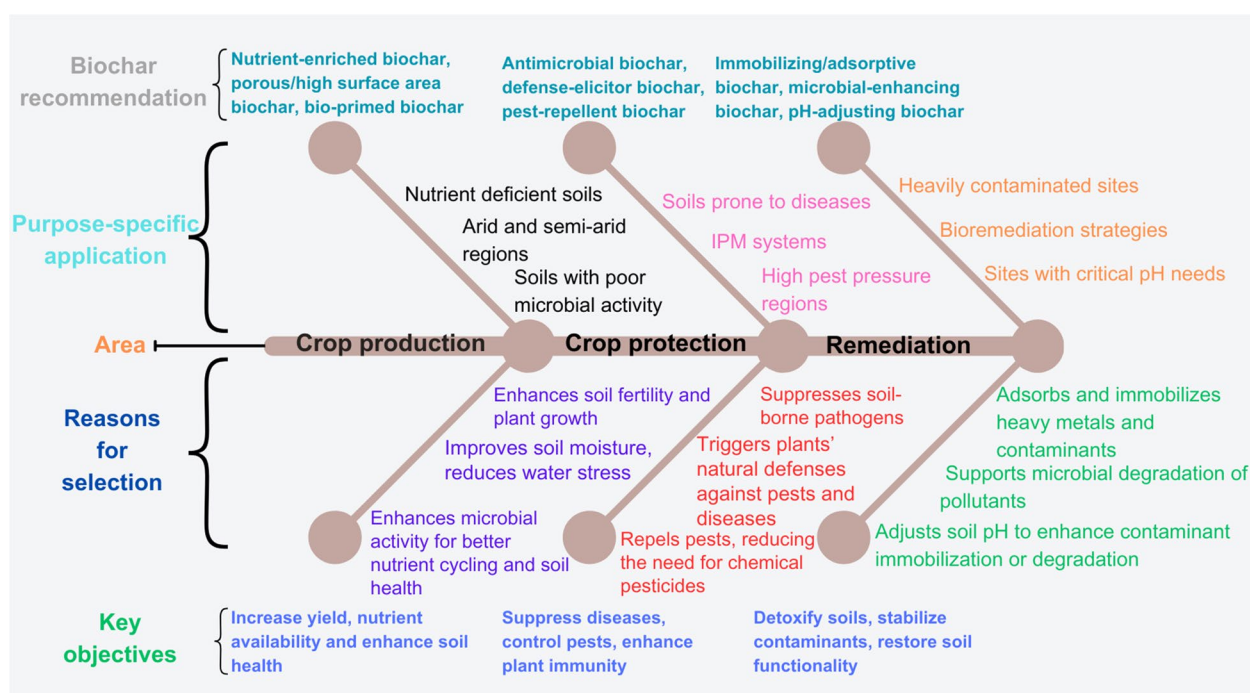 Biochar
recommendation
Nutrient-enriched biochar,
porous/high surface area
biochar, bio-primed biochar
Antimicrobial biochar,
defense-elicitor biochar,
pest-repellent biochar
Immobilizing/adsorptive
biochar, microbial-enhancing
biochar, pH-adjusting biochar
Purpose-specific
application
Nutrient deficient soils
Arid and semi-arid
regions
Soils with poor
microbial activity
Soils prone to diseases
IPM systems
High pest pressure
regions
Heavily contaminated sites
Bioremediation strategies
Sites with critical pH needs
Area
Crop production
Crop protection
Remediation
Reasons
for
selection
Enhances soil fertility and
plant growth
Improves soil moisture,
reduces water stress
Enhances microbial
activity for better
nutrient cycling and soil
health
Suppresses soil-
borne pathogens
Triggers plants'
natural defenses
against pests and
diseases
Repels pests, reducing
the need for chemical
pesticides
Adsorbs and immobilizes
heavy metals and
contaminants
Supports microbial degradation of
pollutants
Adjusts soil pH to enhance contaminant
immobilization or degradation
Key
objectives
Increase yield, nutrient
availability and enhance soil
health
Suppress diseases,
control pests, enhance
plant immunity
Detoxify soils, stabilize
contaminants, restore soil
functionality